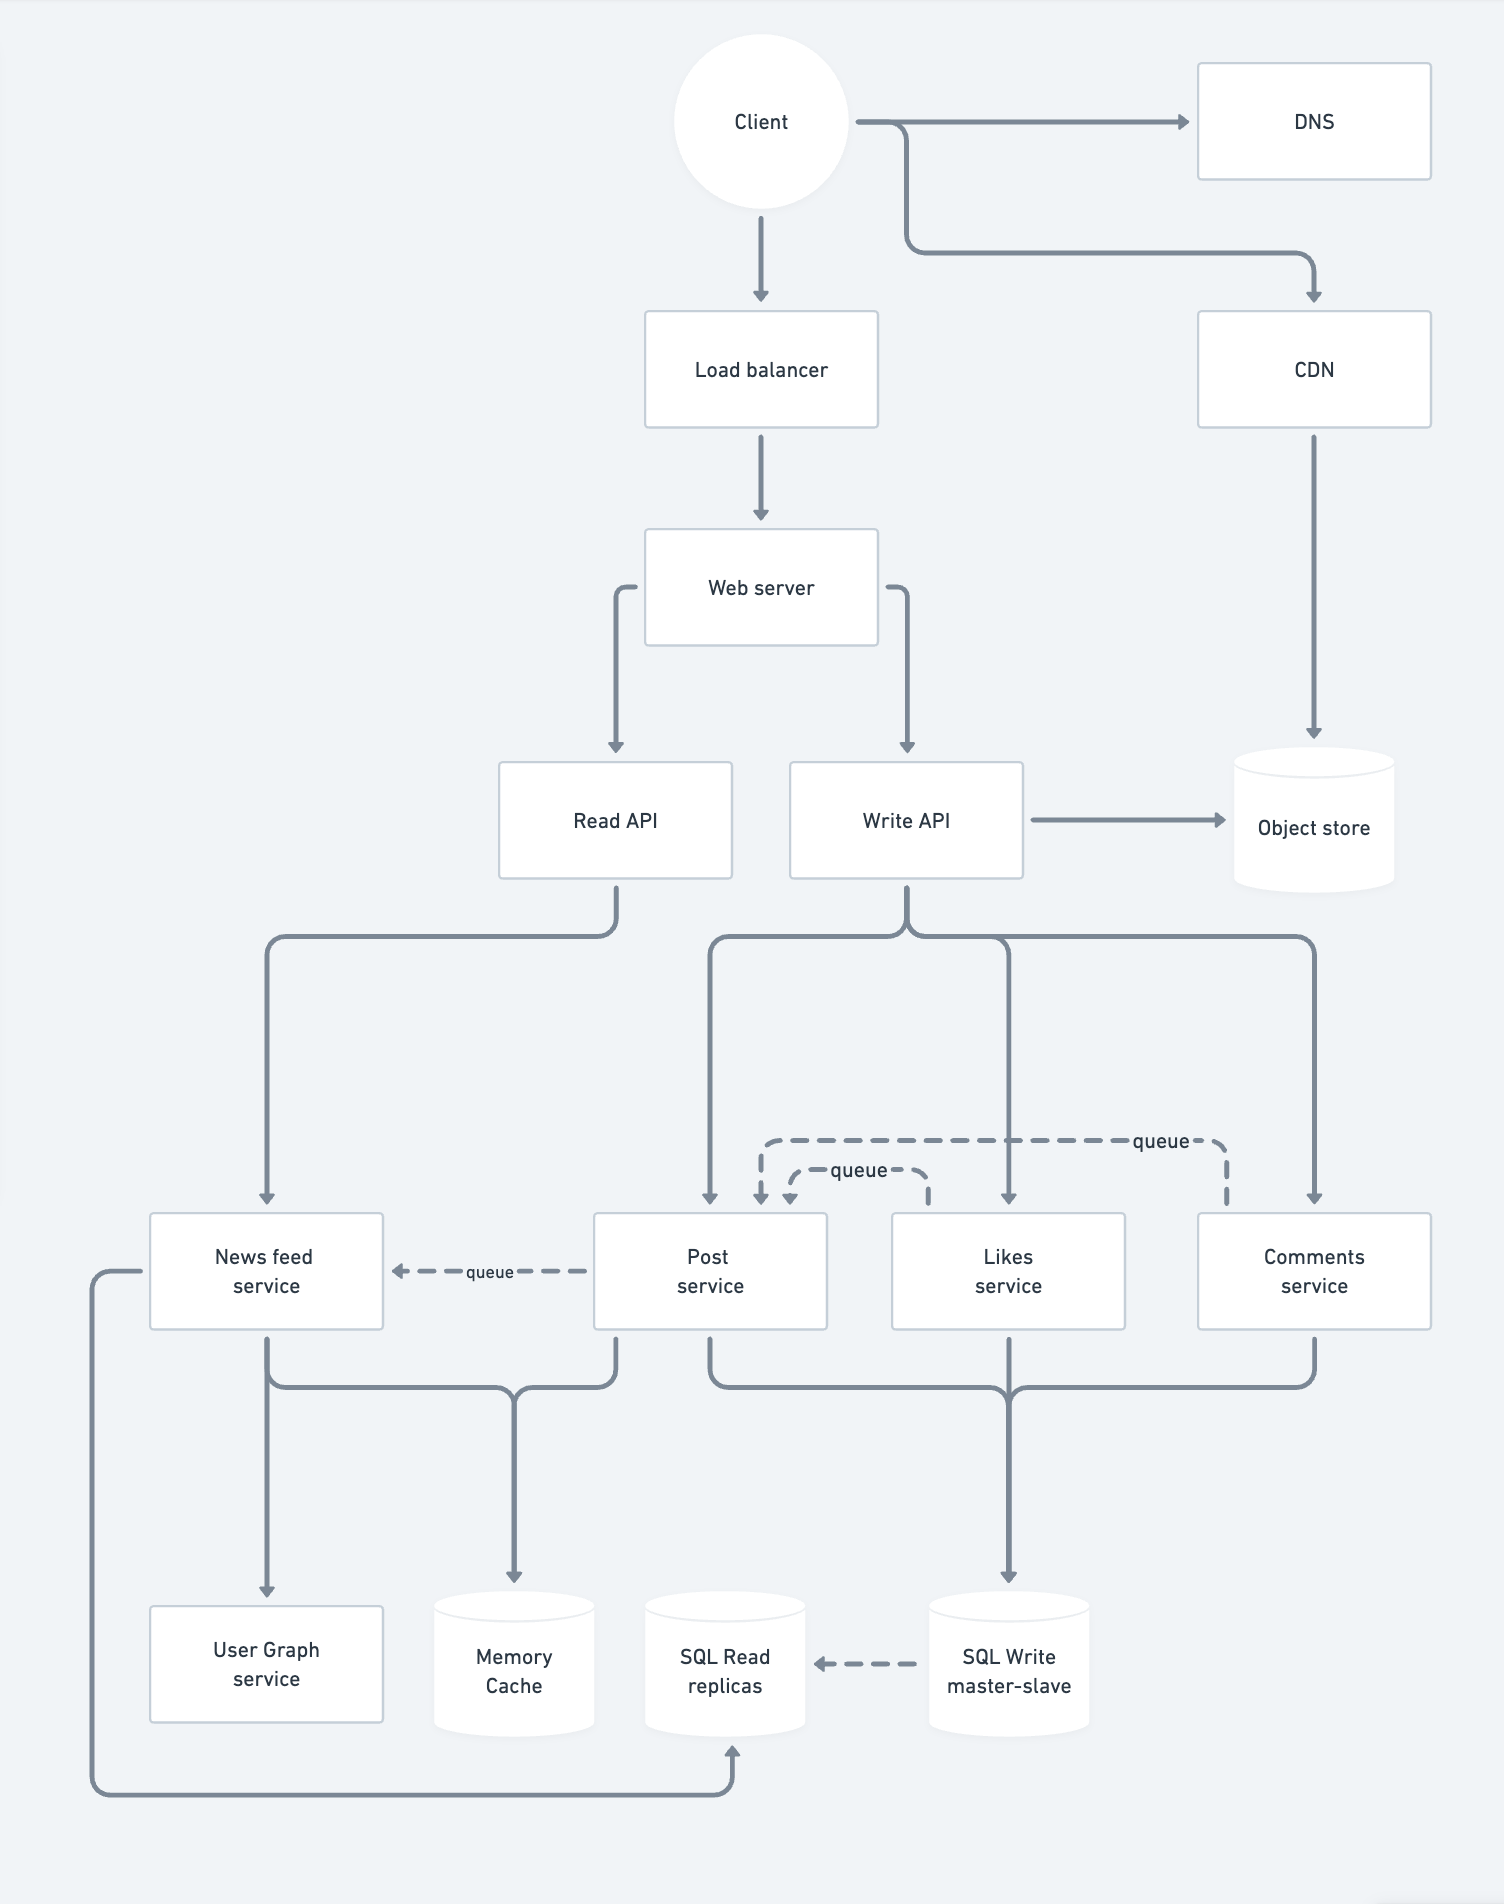 Client
DNS
Load balancer
CDN
Web server
Read API
Write API
Object store
queue
queue
News feed
service
queue
Post
service
Likes
service
Comments
service
User Graph
service
Memory
Cache
SQL Read
replicas
SQL Write
master-slave